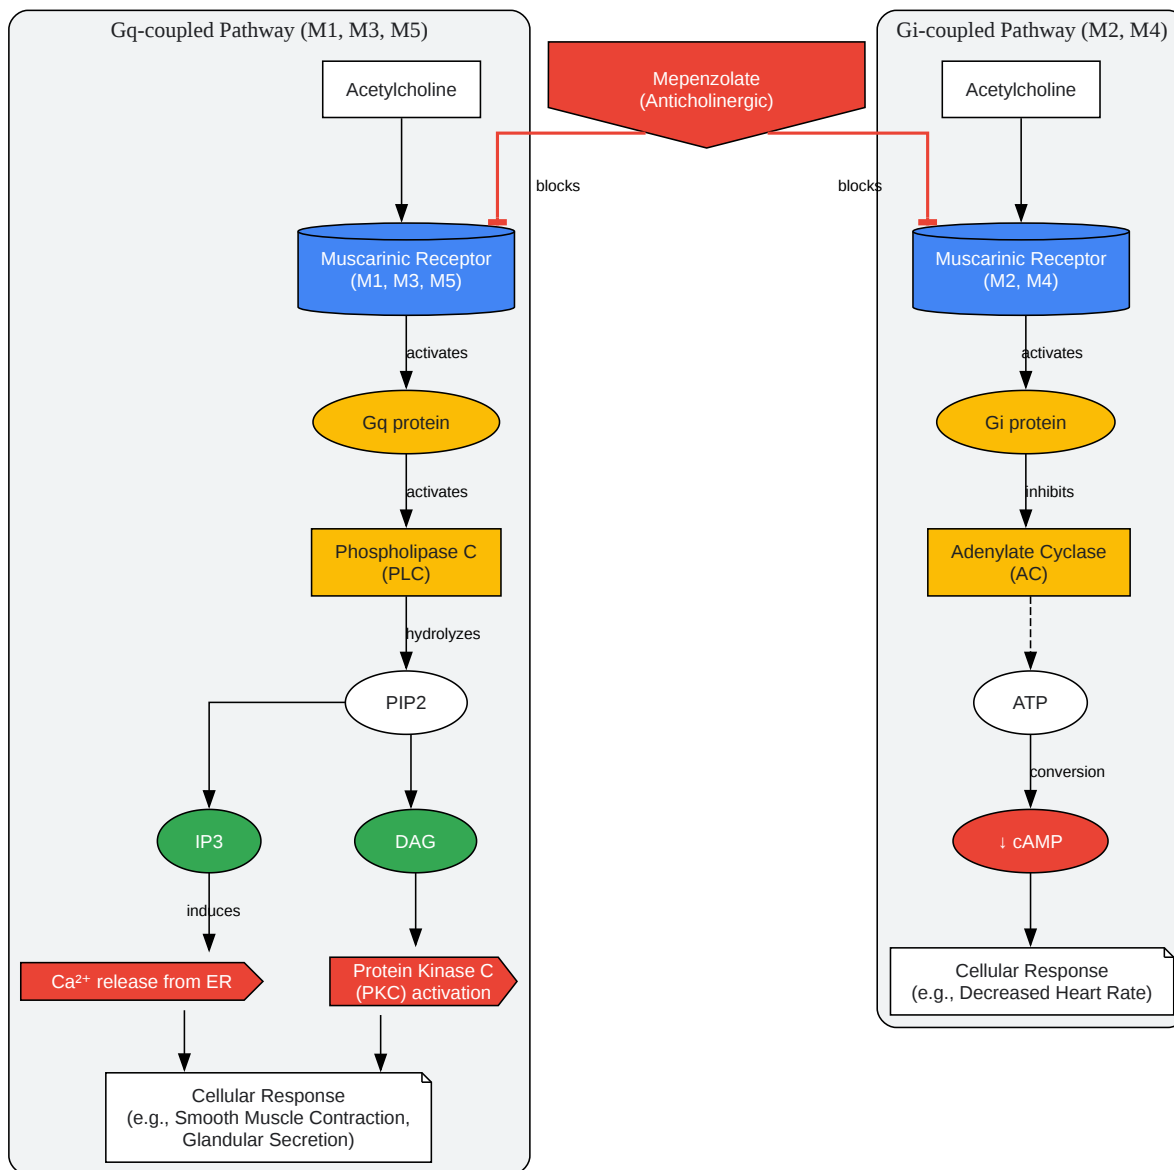 Gq-coupled Pathway (M1, M3, M5)
Acetylcholine
Mepenzolate
(Anticholinergic)
blocks
blocks
Muscarinic Receptor
(M1, M3, M5)
activates
Gq protein
activates
Phospholipase C
(PLC)
hydrolyzes
PIP2
IP3
DAG
induces
Ca²⁺ release from ER
Protein Kinase C
(PKC) activation
Cellular Response
(e.g., Smooth Muscle Contraction,
Glandular Secretion)
Gi-coupled Pathway (M2, M4)
Acetylcholine
Muscarinic Receptor
(M2, M4)
activates
Gi protein
inhibits
Adenylate Cyclase
(AC)
ATP
conversion
↓ cAMP
Cellular Response
(e.g., Decreased Heart Rate)